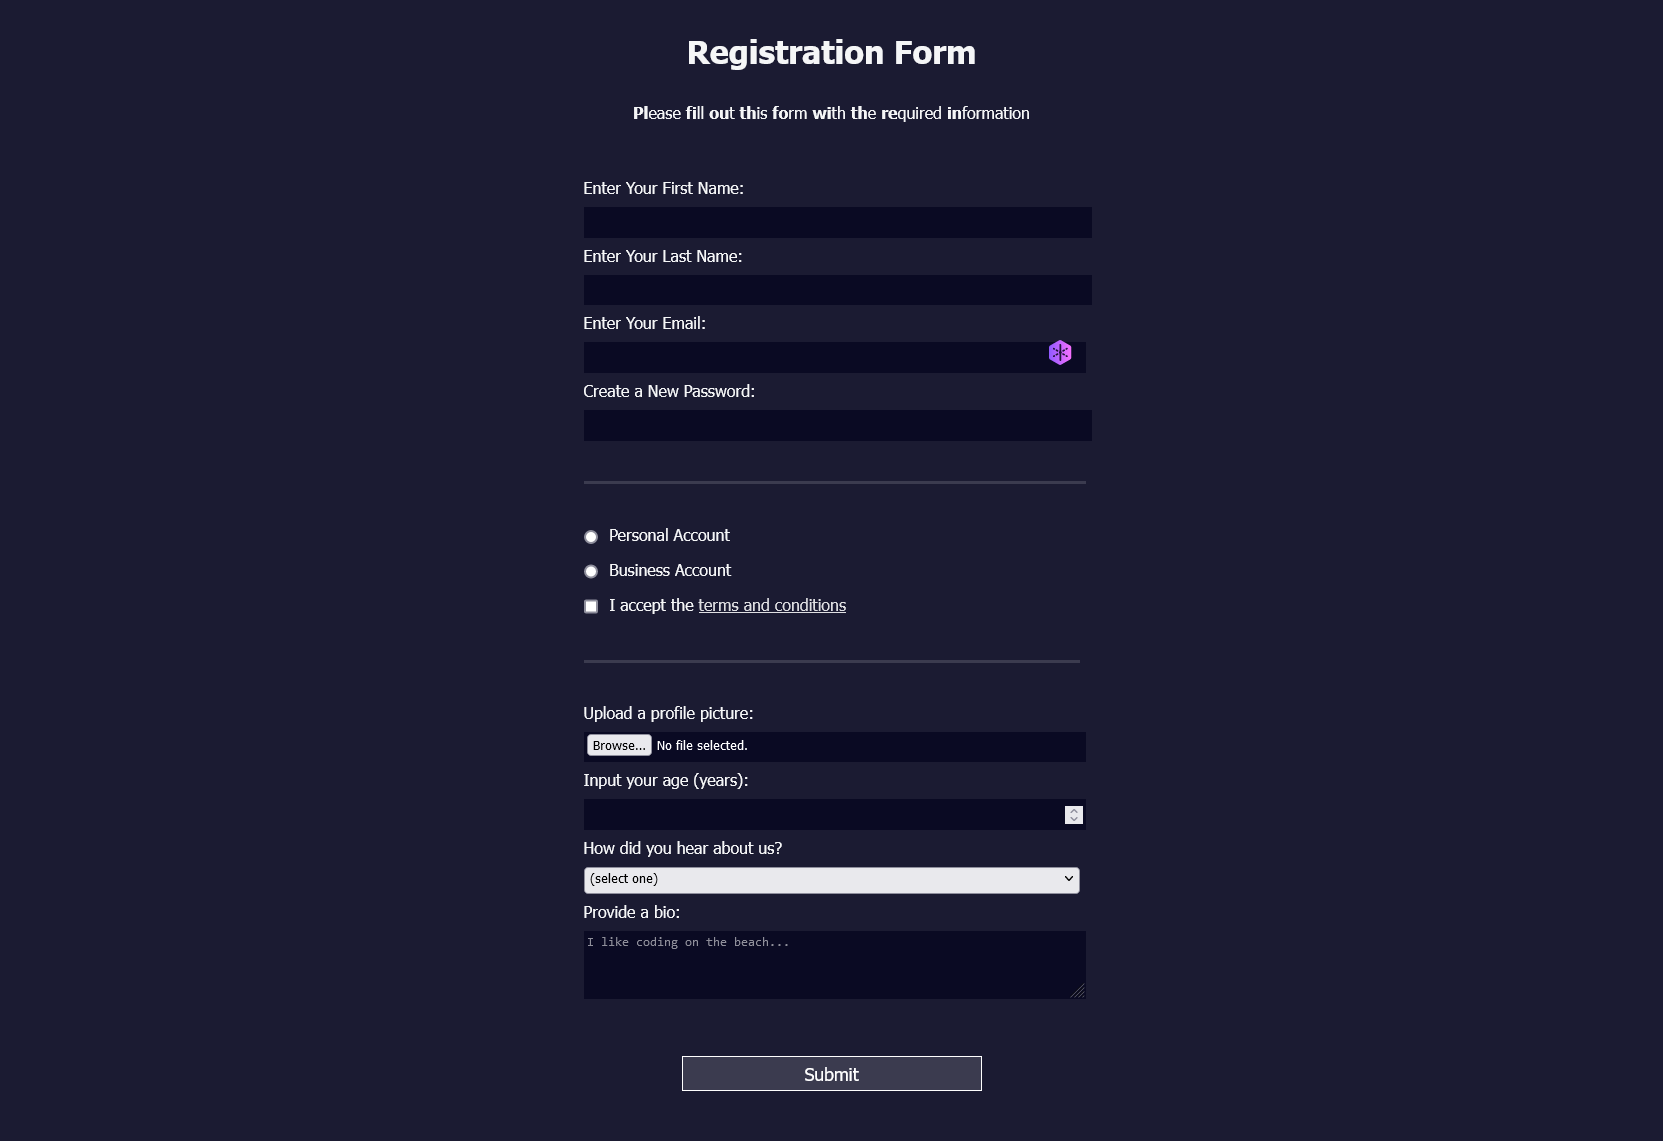 Registration Form
Please fill out this form with the required information
Enter Your First Name:
Enter Your Last Name:
Enter Your Email:
Create a New Password:
Personal Account
Business Account
I accept the terms and conditions
Upload a profile picture:
Browse... No file selected.
Input your age (years):
How did you hear about us?
(select one)
Provide a bio:
I like coding on the beach...
Submit